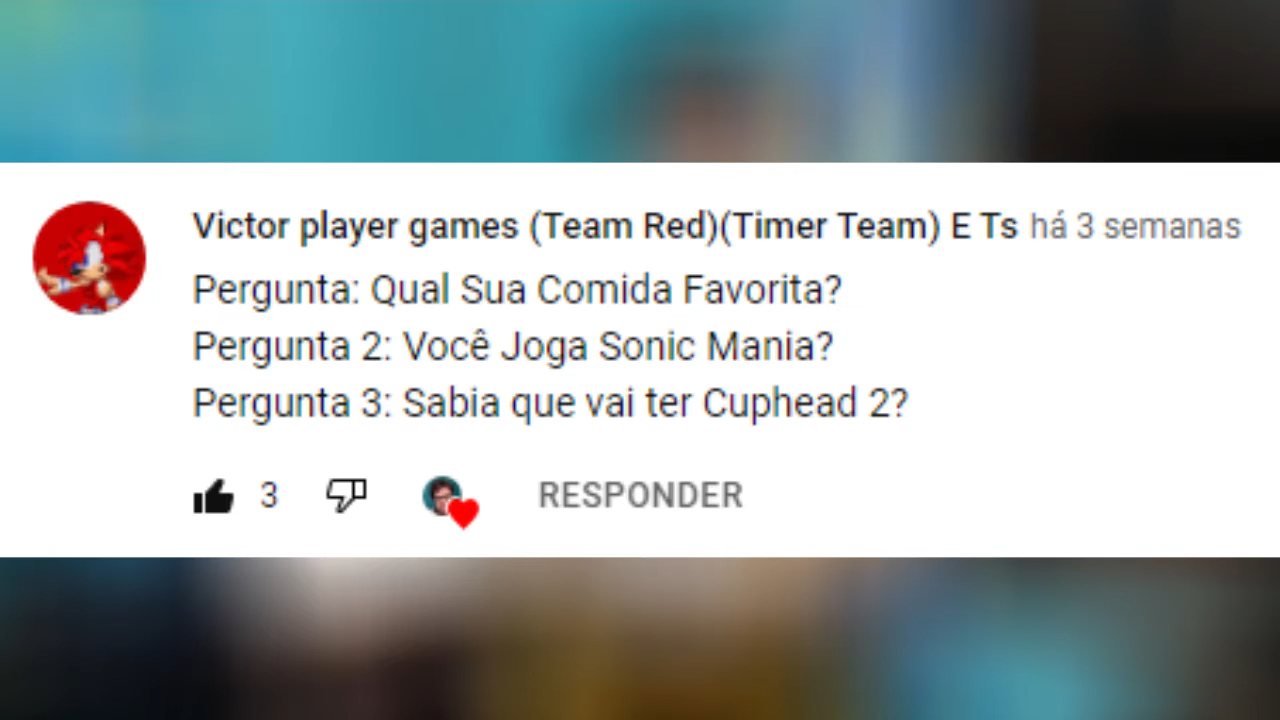 Victor player games (Team Red)(Timer Team) E Ts há 3 semanas
Pergunta: Qual Sua Comida Favorita?
Pergunta 2: Você Joga Sonic Mania?
Pergunta 3: Sabia que vai ter Cuphead 2?
3 RESPONDER